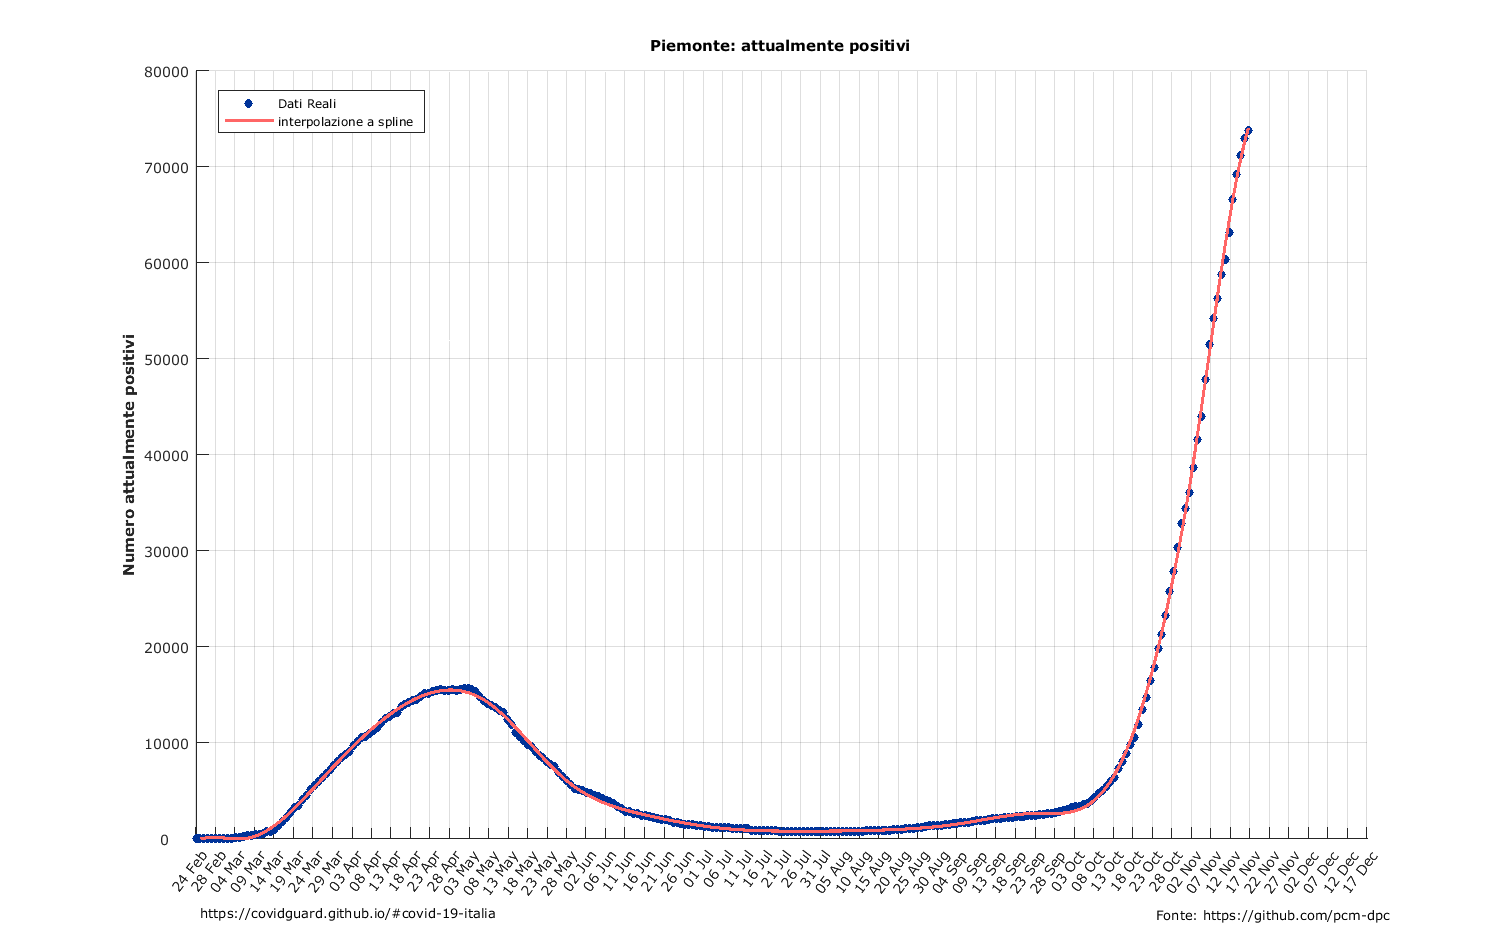 Piemonte: attualmente positivi
Dati Reali
interpolazione a spline
Numero attualmente positivi
80000
70000
60000
50000
40000
30000
20000
10000
0
24 Feb
28 Feb
04 Mar
09 Mar
14 Mar
19 Mar
24 Mar
29 Mar
03 Apr
08 Apr
13 Apr
18 Apr
23 Apr
28 Apr
03 May
08 May
13 May
18 May
23 May
28 May
02 Jun
06 Jun
11 Jun
16 Jun
21 Jun
26 Jun
01 Jul
06 Jul
11 Jul
16 Jul
21 Jul
26 Jul
31 Jul
05 Aug
10 Aug
15 Aug
20 Aug
25 Aug
30 Aug
04 Sep
09 Sep
13 Sep
18 Sep
23 Sep
28 Sep
03 Oct
08 Oct
13 Oct
18 Oct
23 Oct
28 Oct
02 Nov
07 Nov
12 Nov
17 Nov
22 Nov
27 Nov
02 Dec
07 Dec
12 Dec
17 Dec
https://covidguard.github.io/#covid-19-italia
Fonte: https://github.com/pcm-dpc